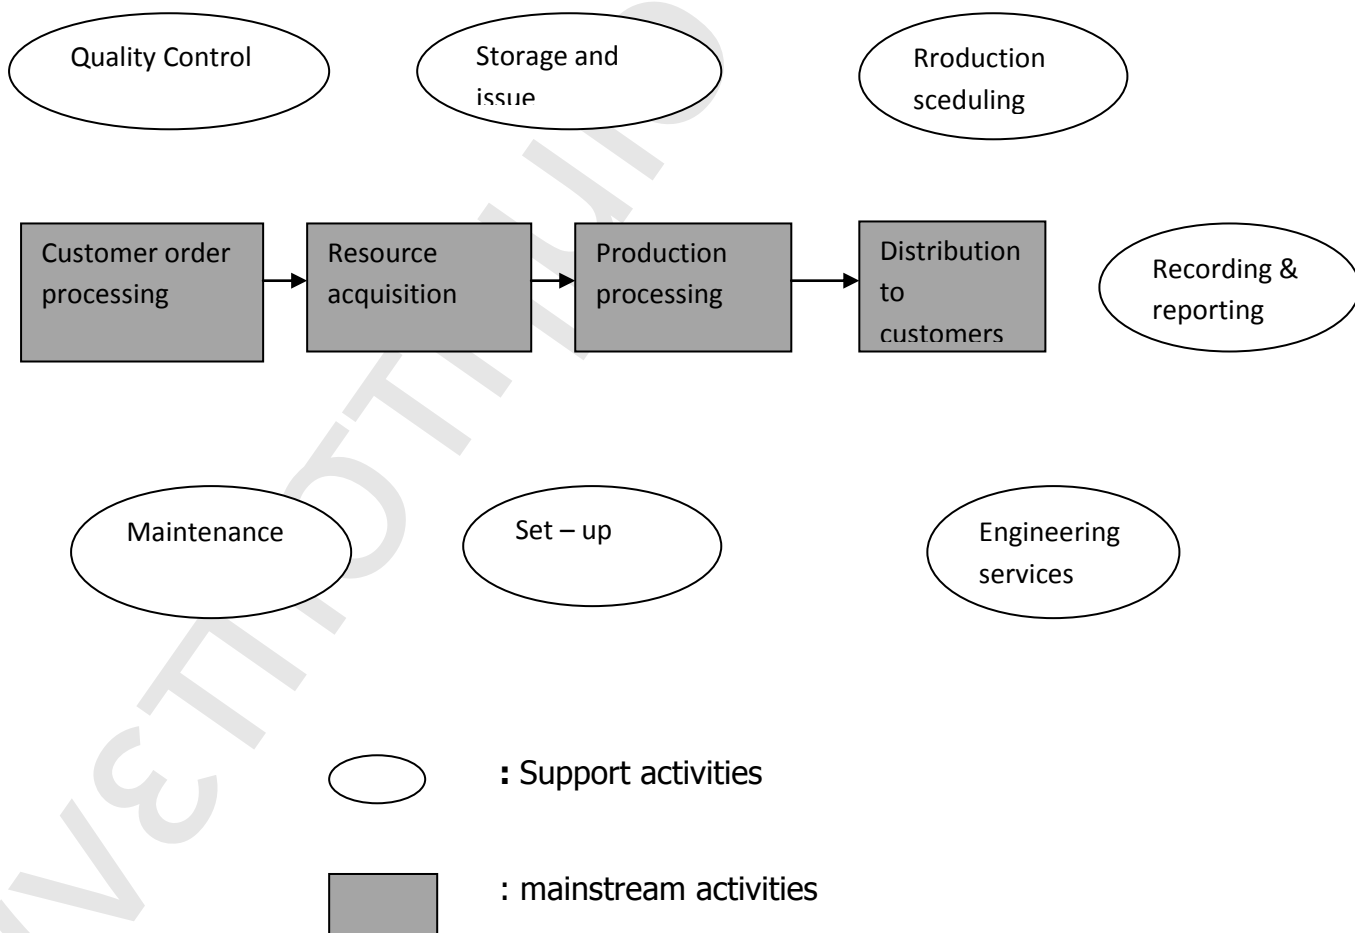 Quality Control
Storage and
issue
Rroduction
sceduling
Customer order
processing
Resource
acquisition
Production
processing
Distribution
to
customers
Recording &
reporting
Maintenance
Set – up
Engineering
services
: Support activities
: mainstream activities